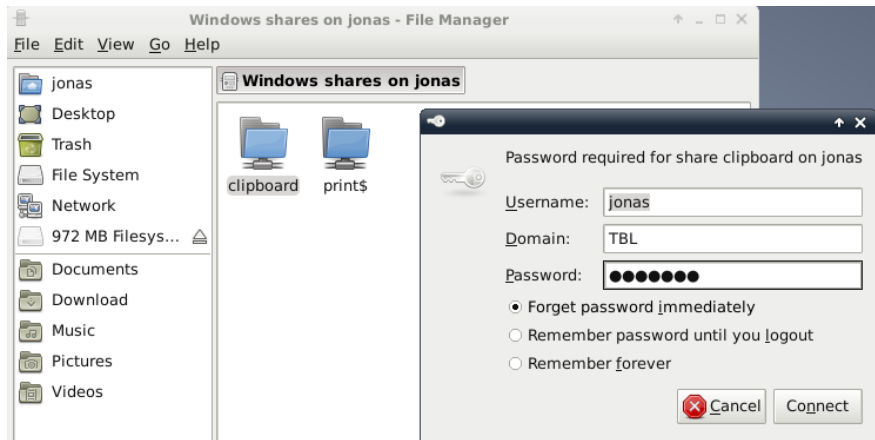 Windows shares on jonas - File Manager
File Edit View Go Help
jonas
Desktop
Trash
File System
Network
972 MB Filesys...
Documents
Download
Music
Pictures
Videos
Windows shares on jonas
clipboard print$
Password required for share clipboard on jonas
Username: jonas
Domain: TBL
Password: ●●●●●●●
Forget password immediately
Remember password until you logout
Remember forever
Cancel Connect